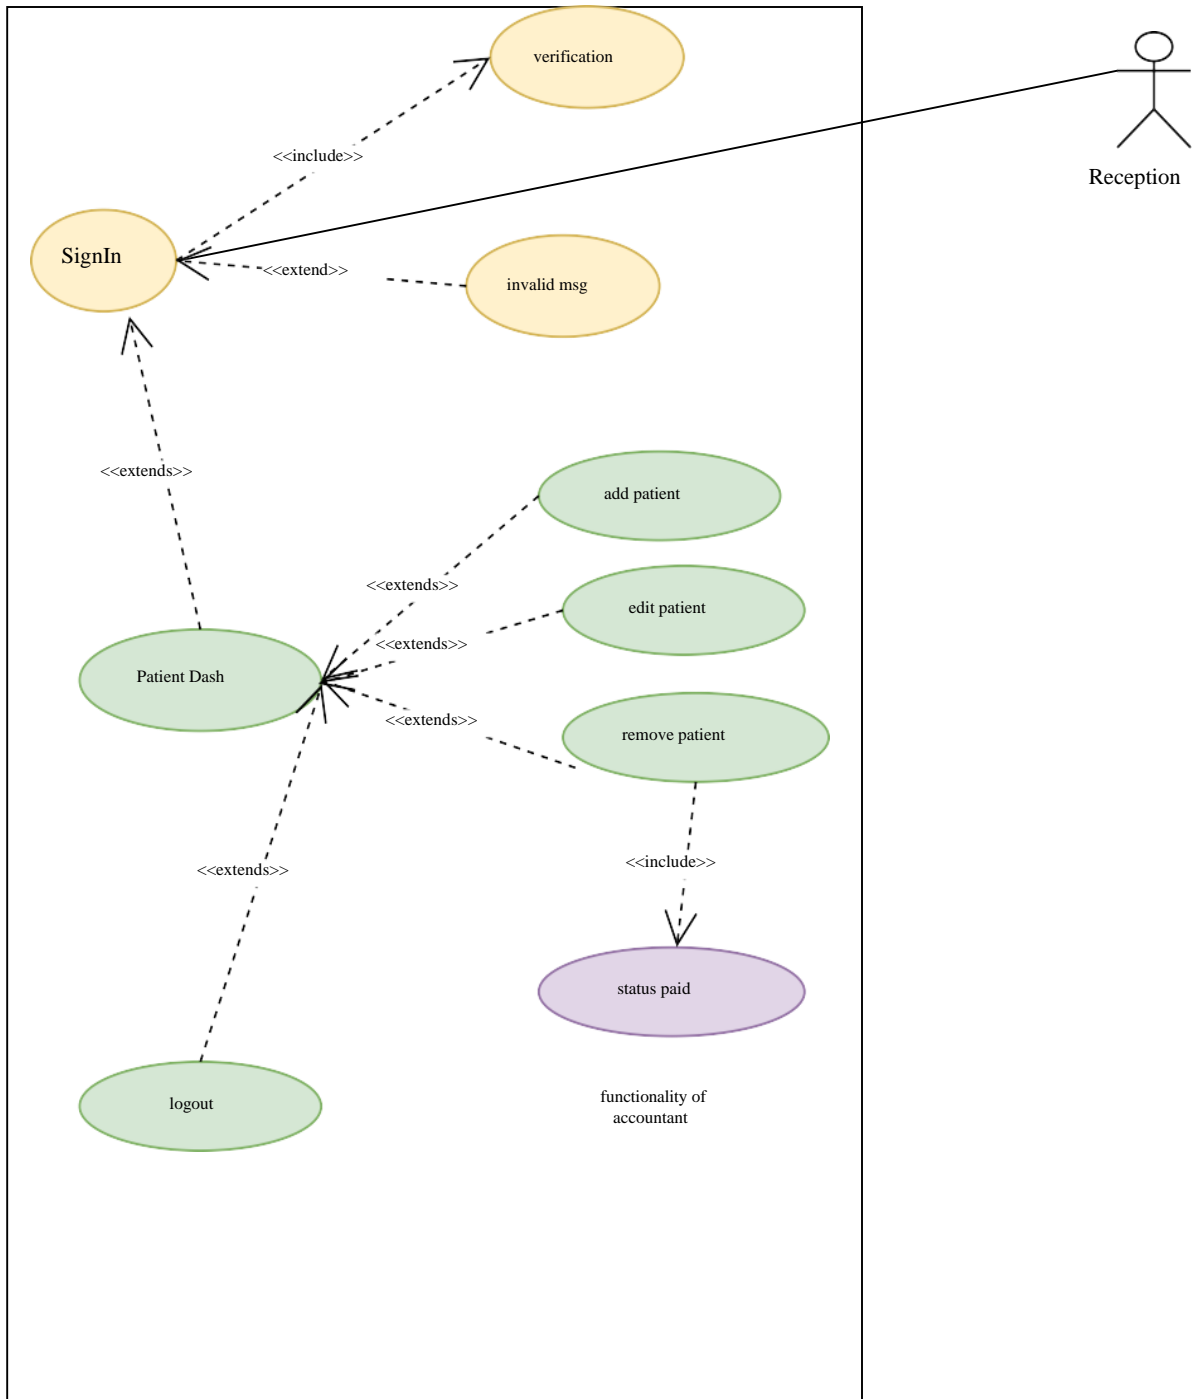 verification
<<include>>
Reception
SignIn
<<extend>>
invalid msg
<<extends>>
add patient
<<extends>>
edit patient
<<extends>>
Patient Dash
<<extends>>
remove patient
<<include>>
<<extends>>
status paid
logout
functionality of
accountant